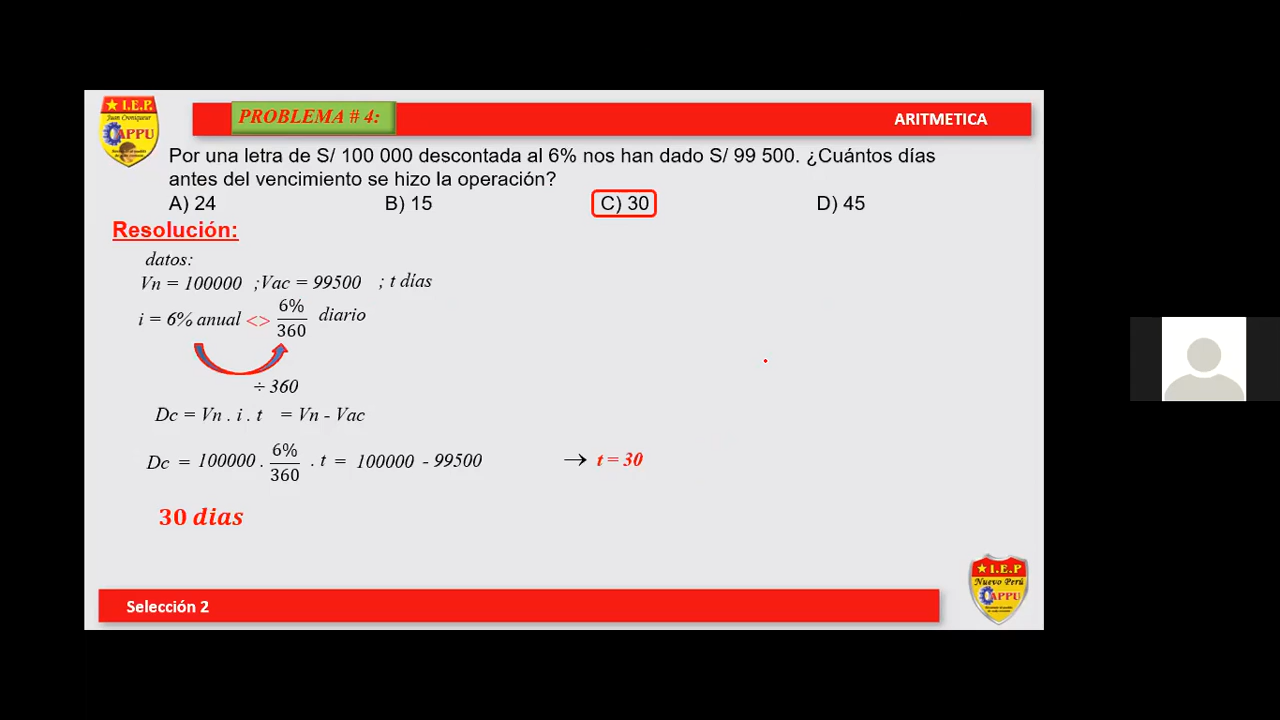 ★ I.E.P.
Juan Croniqueur
CAPPU
PROBLEMA # 4:
ARITMETICA
Por una letra de S/ 100 000 descontada al 6% nos han dado S/ 99 500. ¿Cuántos días
antes del vencimiento se hizo la operación?
A) 24 B) 15 C) 30 D) 45
Resolución:
datos:
Vn = 100000 ;Vac = 99500 ; t días
i = 6% anual <> 6%/360 diario
÷ 360
Dc = Vn . i . t = Vn - Vac
Dc = 100000 . 6%/360 . t = 100000 - 99500 → t = 30
30 dias
★ I.E.P
Nuevo Perú
CAPPU
Selección 2